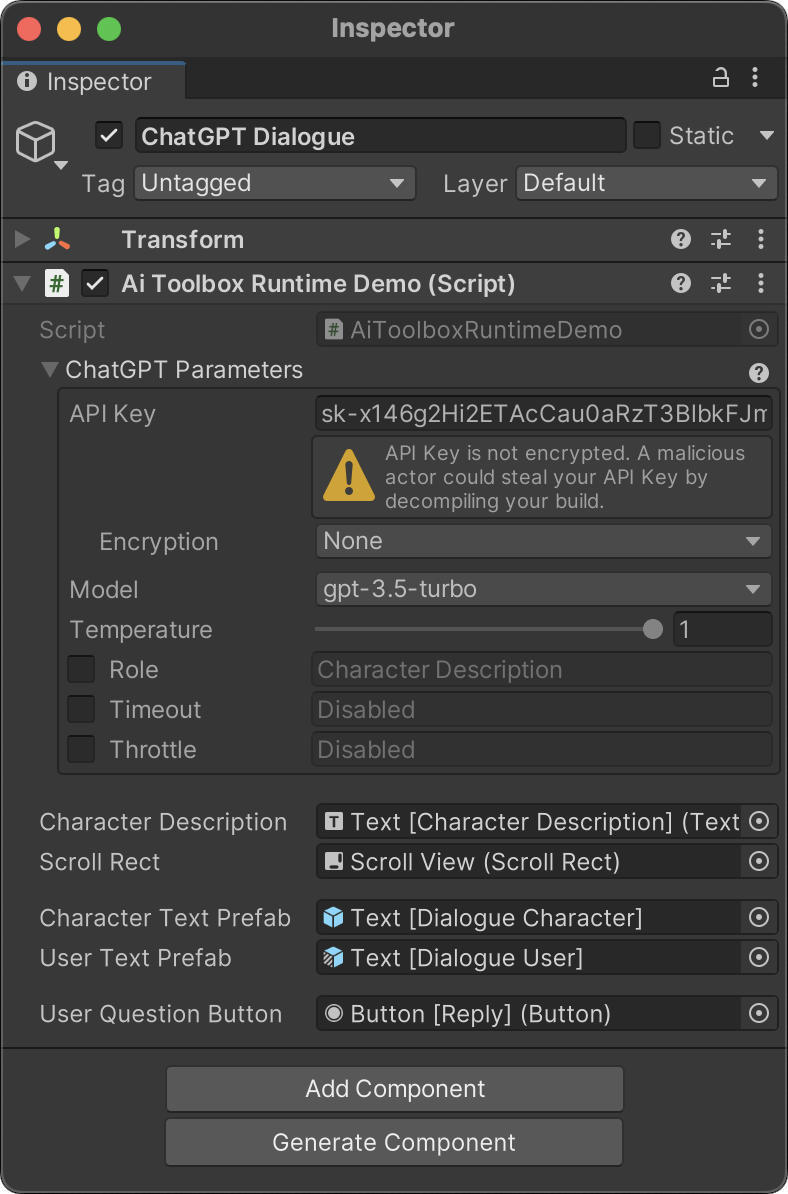 Inspector
Inspector
ChatGPT Dialogue Static
Tag Untagged Layer Default
Transform
# Ai Toolbox Runtime Demo (Script)
Script # AiToolboxRuntimeDemo
ChatGPT Parameters
API Key sk-x146g2Hi2ETAcCau0aRzT3BlbkFJm
API Key is not encrypted. A malicious
actor could steal your API Key by
decompiling your build.
Encryption None
Model gpt-3.5-turbo
Temperature 1
Role Character Description
Timeout Disabled
Throttle Disabled
Character Description T Text [Character Description] (Text
Scroll Rect Scroll View (Scroll Rect)
Character Text Prefab Text [Dialogue Character]
User Text Prefab Text [Dialogue User]
User Question Button Button [Reply] (Button)
Add Component
Generate Component